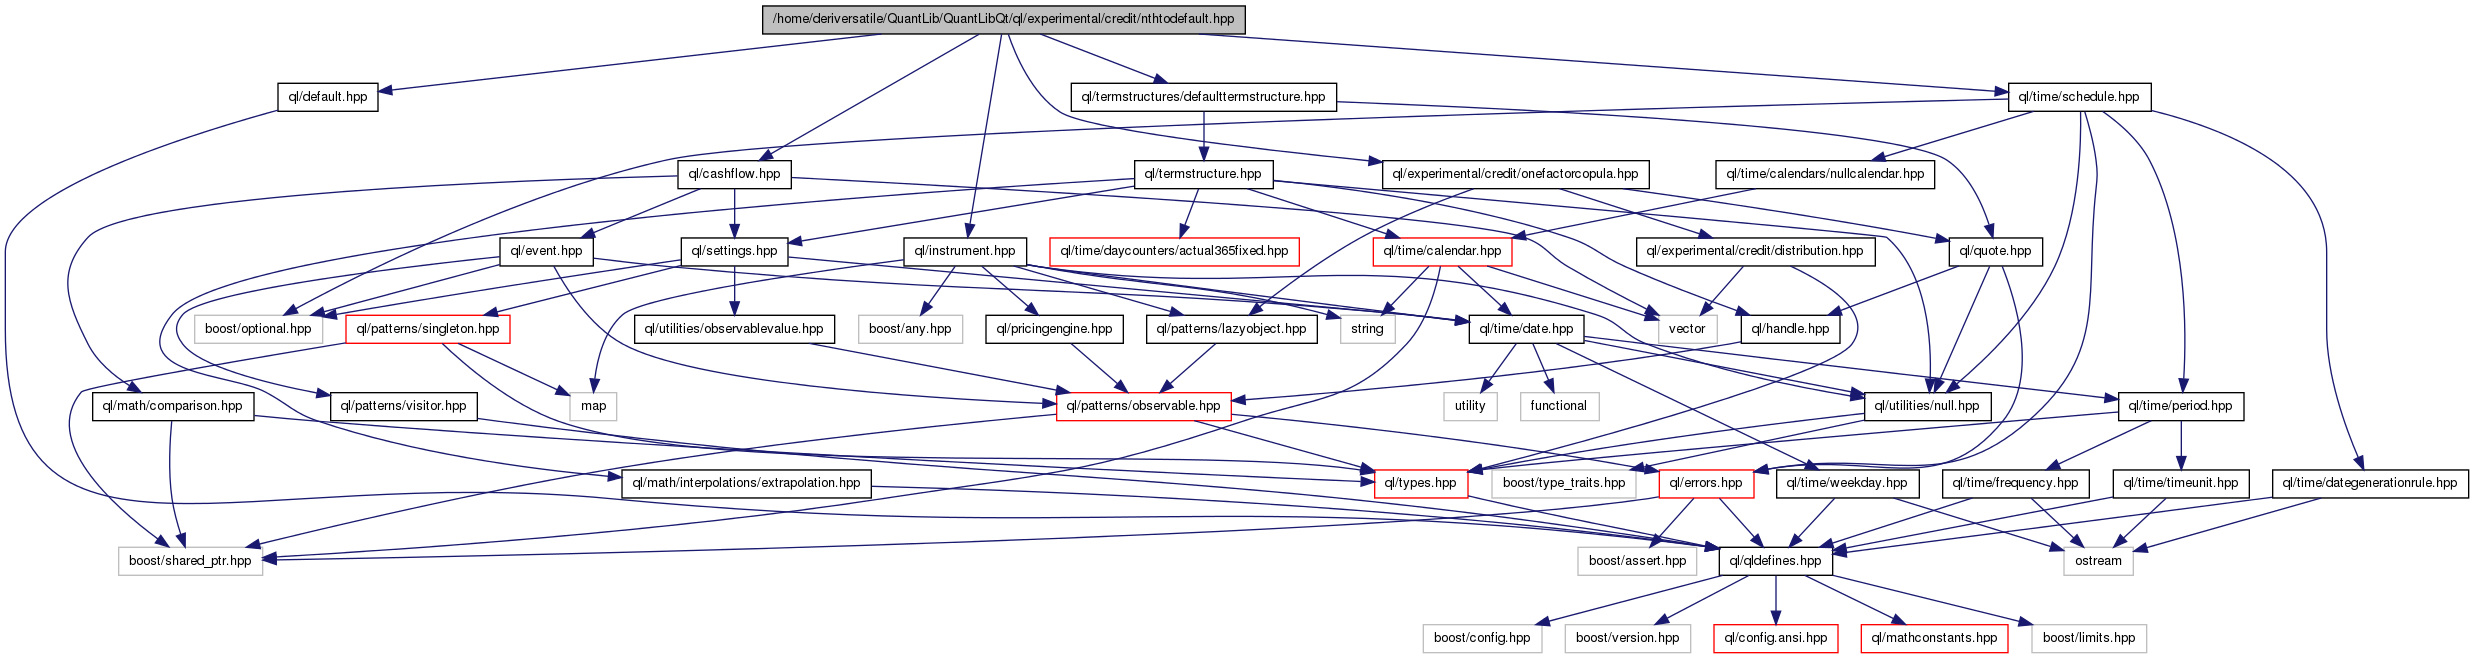 /home/deriversatile/QuantLib/QuantLibQt/ql/experimental/credit/nthtodefault.hpp
ql/default.hpp
ql/termstructures/defaulttermstructure.hpp
ql/time/schedule.hpp
ql/cashflow.hpp
ql/termstructure.hpp
ql/experimental/credit/onefactorcopula.hpp
ql/time/calendars/nullcalendar.hpp
ql/event.hpp
ql/settings.hpp
ql/instrument.hpp
ql/time/daycounters/actual365fixed.hpp
ql/time/calendar.hpp
ql/experimental/credit/distribution.hpp
ql/quote.hpp
boost/optional.hpp
ql/patterns/singleton.hpp
ql/utilities/observablevalue.hpp
boost/any.hpp
ql/pricingengine.hpp
ql/patterns/lazyobject.hpp
string
ql/time/date.hpp
vector
ql/handle.hpp
ql/math/comparison.hpp
ql/patterns/visitor.hpp
map
ql/patterns/observable.hpp
utility
functional
ql/utilities/null.hpp
ql/time/period.hpp
ql/math/interpolations/extrapolation.hpp
ql/types.hpp
boost/type_traits.hpp
ql/errors.hpp
ql/time/weekday.hpp
ql/time/frequency.hpp
ql/time/timeunit.hpp
ql/time/dategenerationrule.hpp
boost/shared_ptr.hpp
boost/assert.hpp
ql/qldefines.hpp
ostream
boost/config.hpp
boost/version.hpp
ql/config.ansi.hpp
ql/mathconstants.hpp
boost/limits.hpp